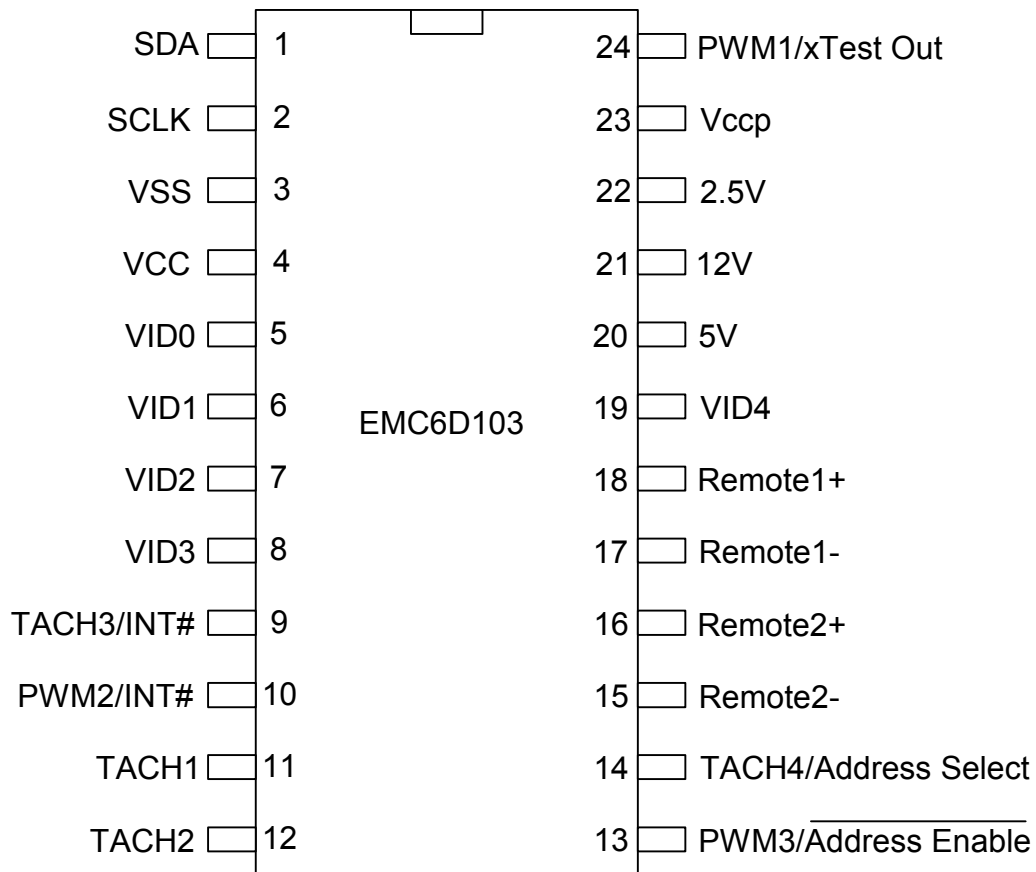 SDA 1 24 PWM1/xTest Out
SCLK 2 23 Vccp
VSS 3 22 2.5V
VCC 4 21 12V
VID0 5 20 5V
VID1 6 19 VID4
EMC6D103
VID2 7 18 Remote1+
VID3 8 17 Remote1-
TACH3/INT# 9 16 Remote2+
PWM2/INT# 10 15 Remote2-
TACH1 11 14 TACH4/Address Select
TACH2 12 13 PWM3/Address Enable